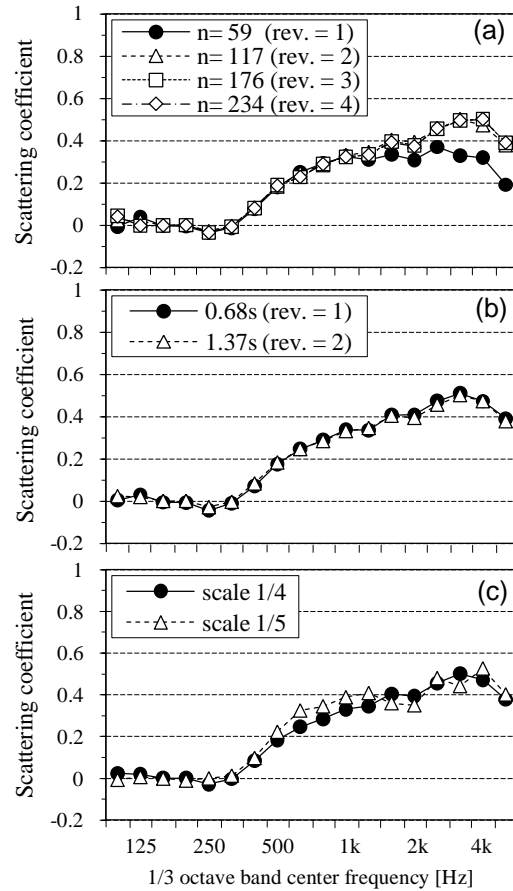 1
0.8
0.6
0.4
0.2
0
-0.2
Scattering coefficient
(a)
n= 59 (rev. = 1)
n= 117 (rev. = 2)
n= 176 (rev. = 3)
n= 234 (rev. = 4)
1
0.8
0.6
0.4
0.2
0
-0.2
Scattering coefficient
(b)
0.68s (rev. = 1)
1.37s (rev. = 2)
1
0.8
0.6
0.4
0.2
0
-0.2
Scattering coefficient
(c)
scale 1/4
scale 1/5
125 250 500 1k 2k 4k
1/3 octave band center frequency [Hz]